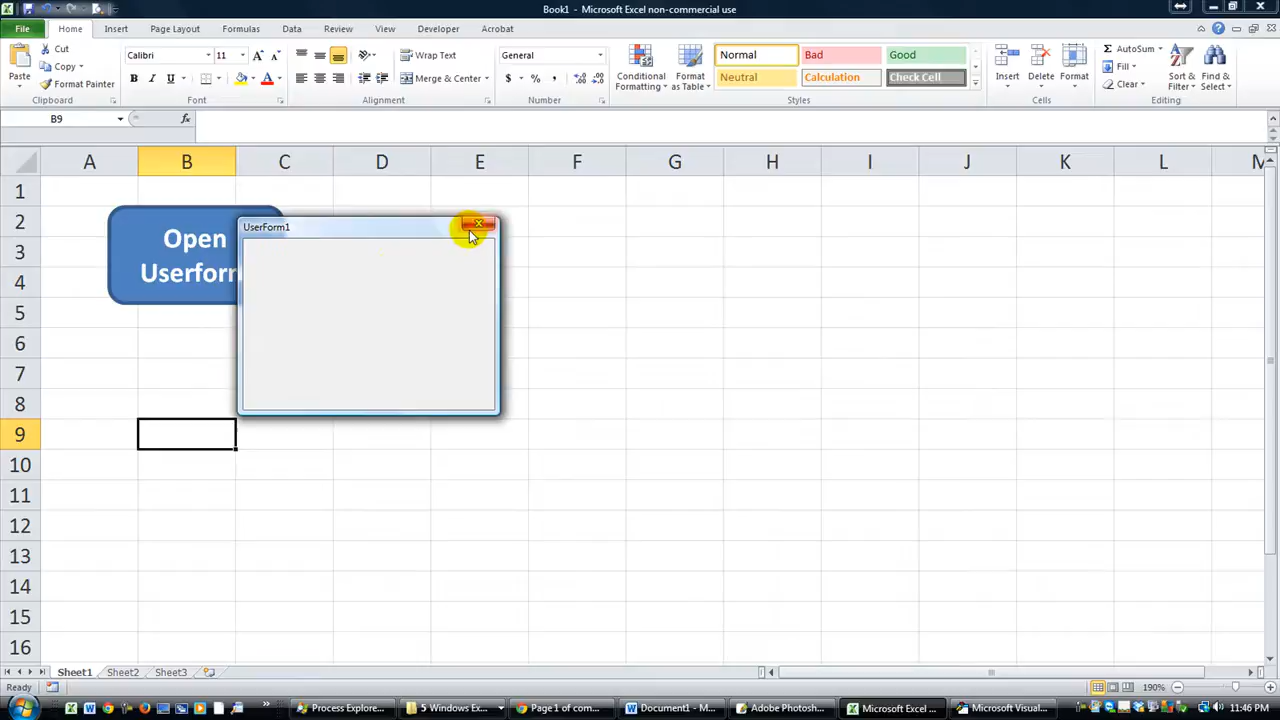 Book1 - Microsoft Excel non-commercial use
File Home Insert Page Layout Formulas Data Review View Developer Acrobat
Paste
Cut
Copy
Format Painter
Clipboard
Calibri 11
B I U
Font
Wrap Text
Merge & Center
Alignment
General
$ % ,
Number
Conditional Formatting
Format as Table
Normal Bad Good
Neutral Calculation Check Cell
Styles
Insert Delete Format
Cells
AutoSum
Fill
Clear
Sort & Filter
Find & Select
Editing
B9
fx
A B C D E F G H I J K L M
1
2
3
4
5
6
7
8
9
10
11
12
13
14
15
16
Open
Userform
UserForm1
Sheet1 Sheet2 Sheet3
Ready
190%
Process Explore...
5 Windows Ex...
Page 1 of com...
Document1 - M...
Adobe Photosh...
Microsoft Excel ...
Microsoft Visual...
11:46 PM